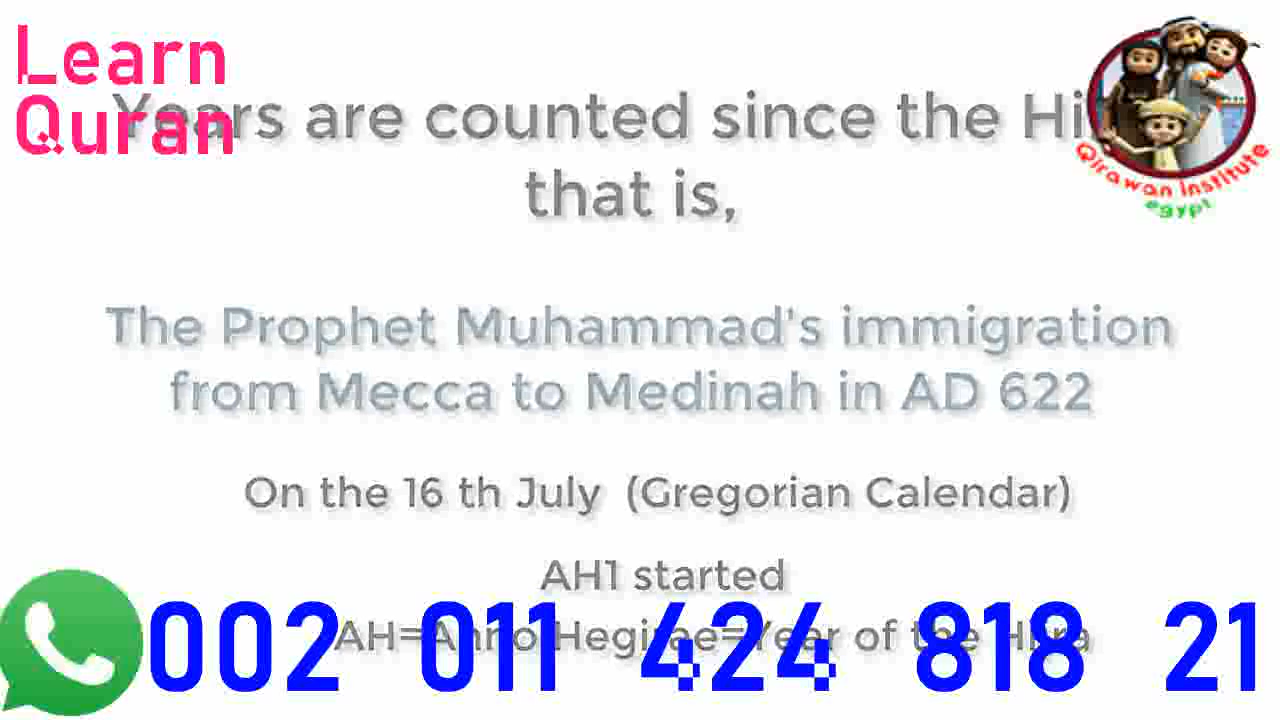 Learn
Quran
Years are counted since the Hi
that is,
The Prophet Muhammad's immigration
from Mecca to Medinah in AD 622
On the 16 th July (Gregorian Calendar)
AH1 started
AH=Anno Hegirae=Year of the Hijra
002 011 424 818 21
Qirawan Institute
egypt